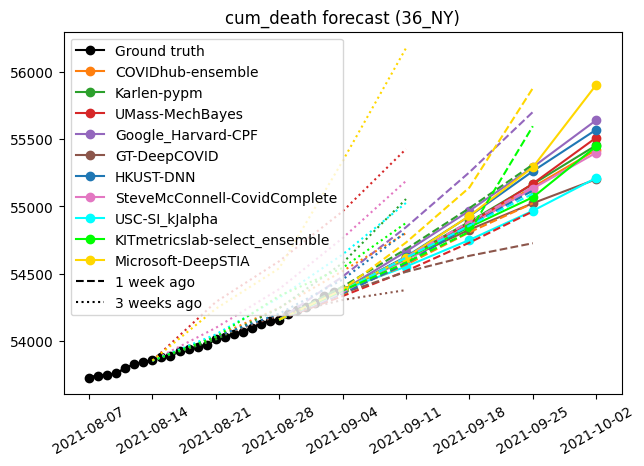 cum_death forecast (36_NY)
56000
55500
55000
54500
54000
Ground truth
COVIDhub-ensemble
Karlen-pypm
UMass-MechBayes
Google_Harvard-CPF
GT-DeepCOVID
HKUST-DNN
SteveMcConnell-CovidComplete
USC-SI_kJalpha
KITmetricslab-select_ensemble
Microsoft-DeepSTIA
1 week ago
3 weeks ago
2021-08-07
2021-08-14
2021-08-21
2021-08-28
2021-09-04
2021-09-11
2021-09-18
2021-09-25
2021-10-02